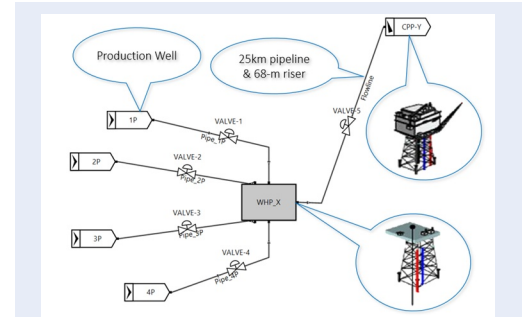 CPP-Y
Production Well
25km pipeline
& 68-m riser
Flowline
1P
VALVE-1
Pipe_1P
VALVE-5
2P
VALVE-2
Pipe_2P
WHP_X
VALVE-3
Pipe_3P
3P
VALVE-4
Pipe_4P
4P